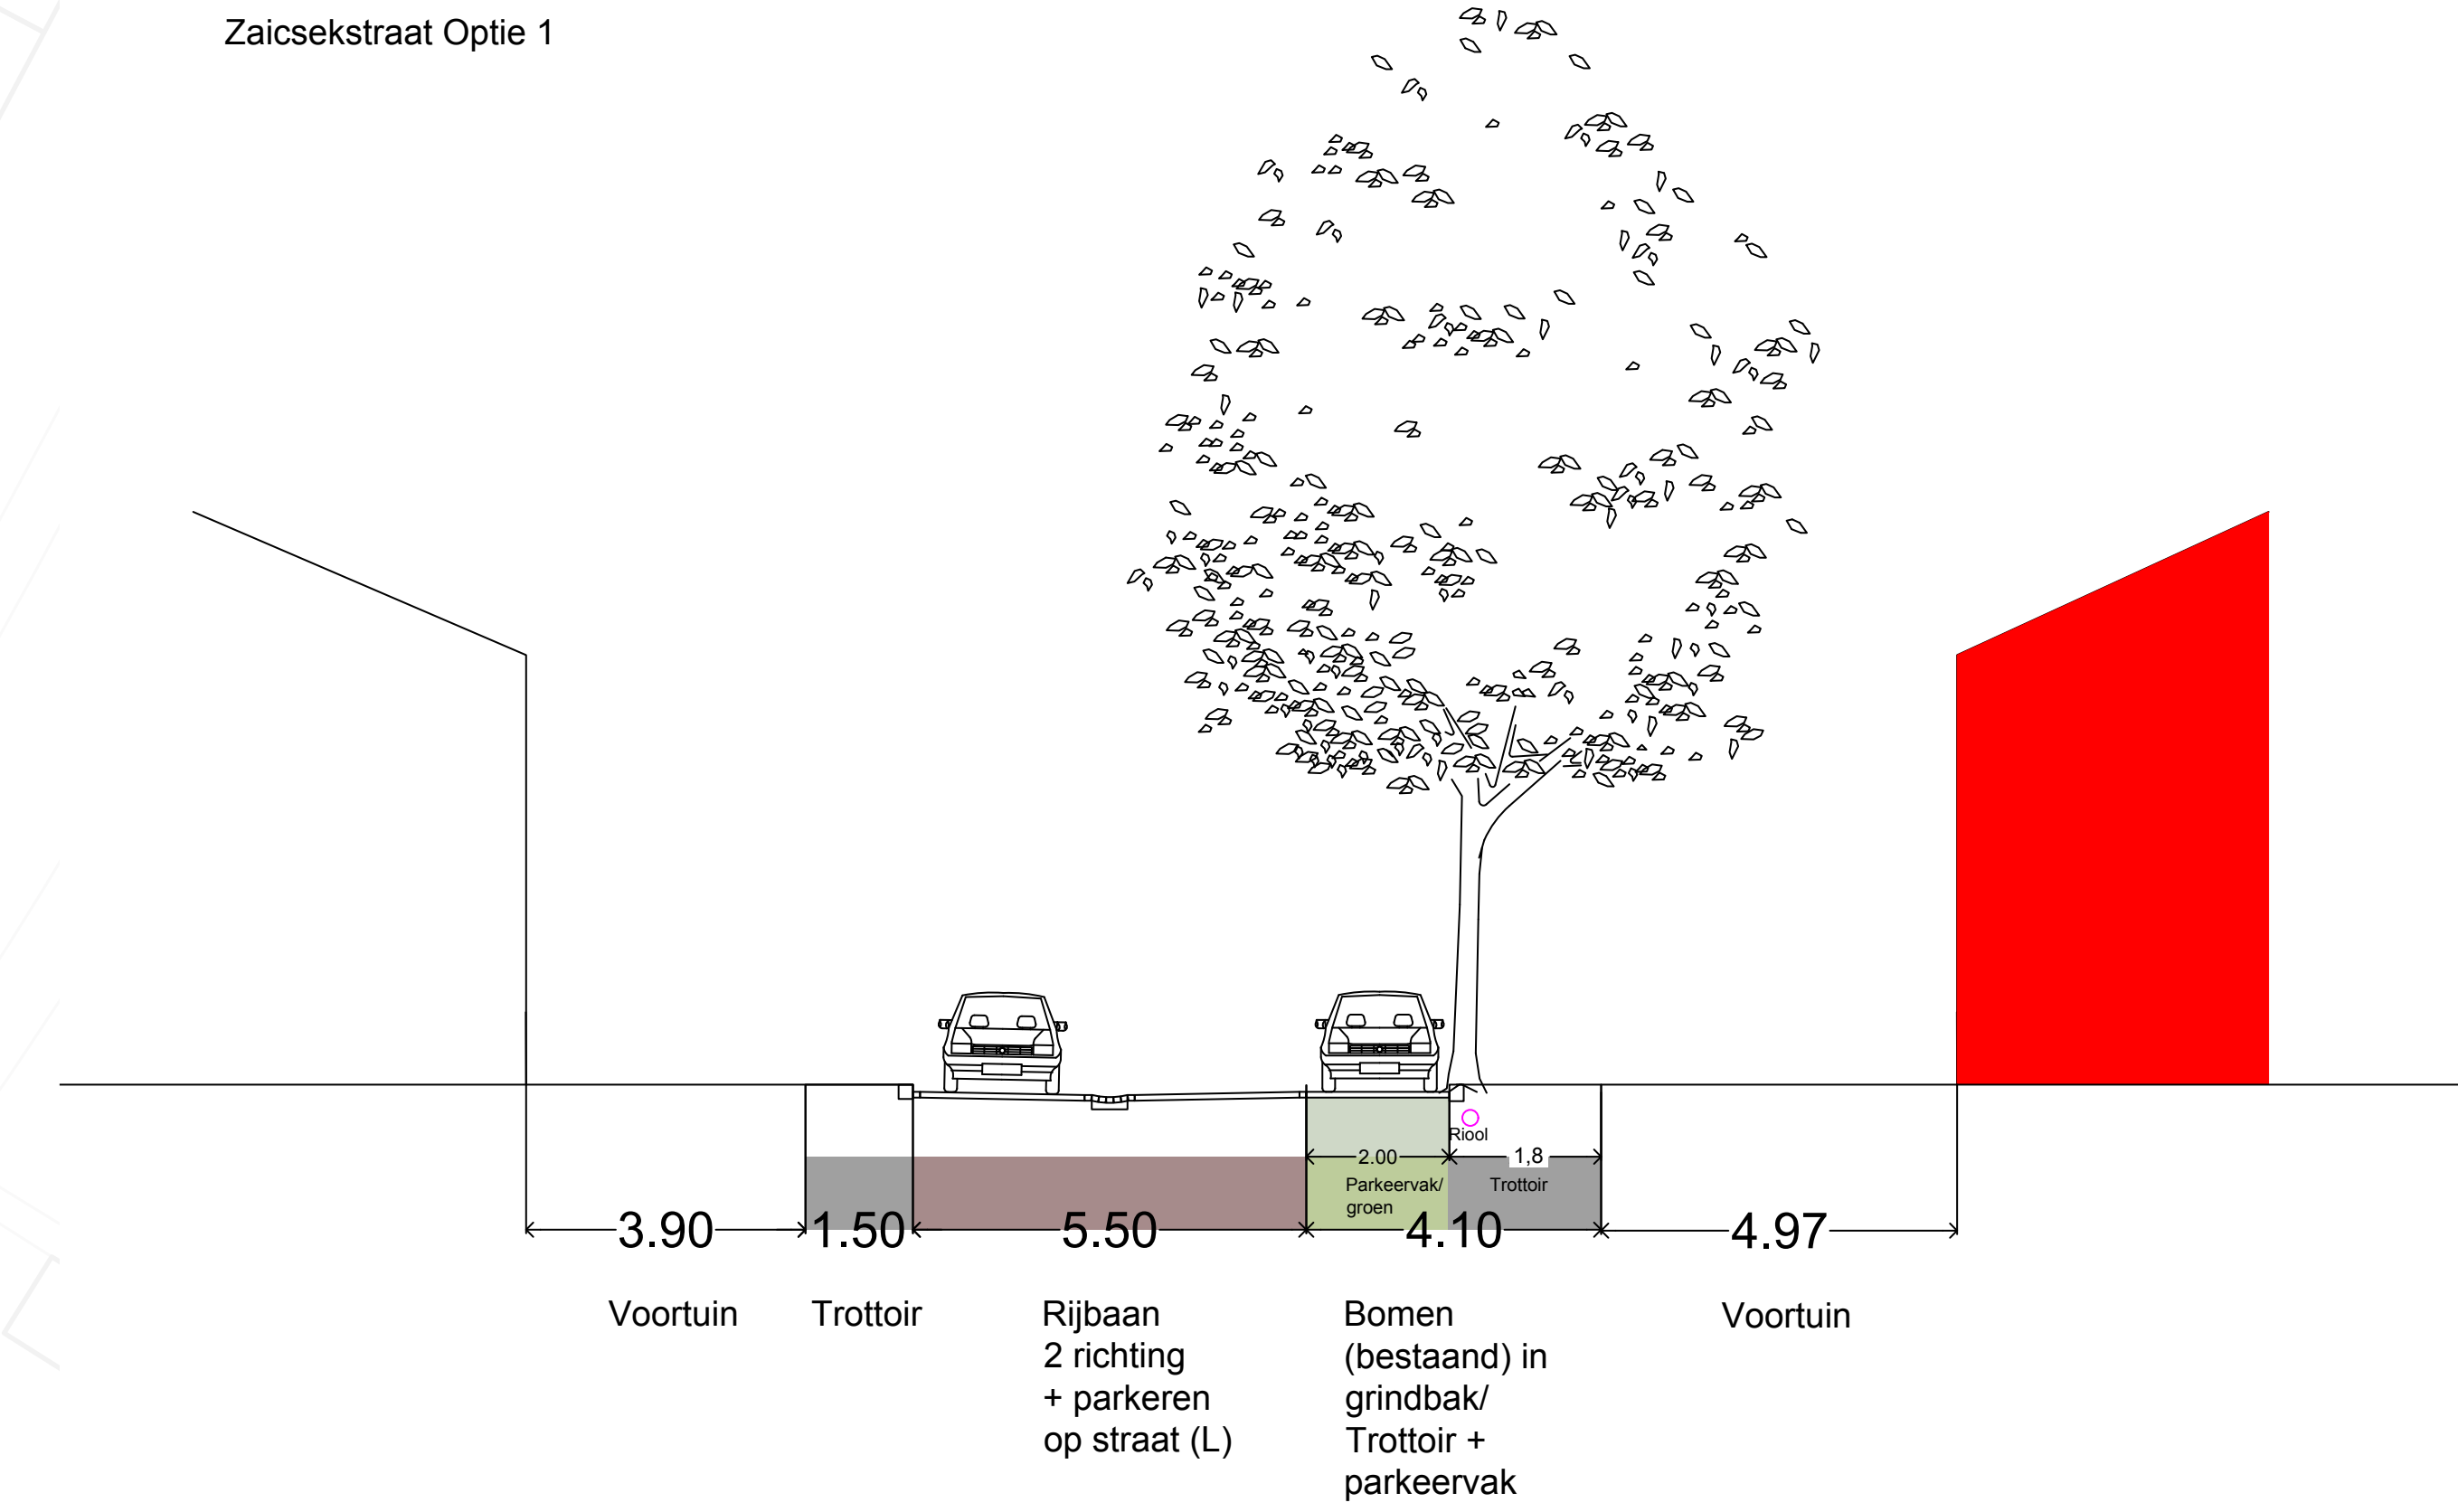 Zaicsekstraat Optie 1
Riool
2.00
1,8
Parkeervak/
groen
Trottoir
3.90
1.50
5.50
4.10
4.97
Voortuin
Trottoir
Rijbaan
2 richting
+ parkeren
op straat (L)
Bomen
(bestaand) in
grindbak/
Trottoir +
parkeervak
Voortuin